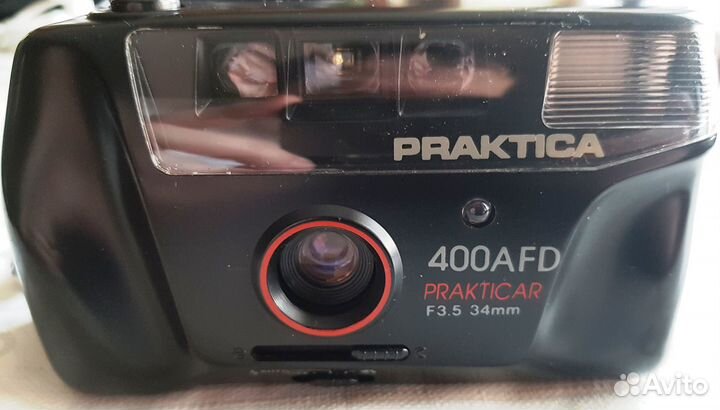 PRAKTICA
400AFD
PRAKTICAR
F3.5 34mm
Avito